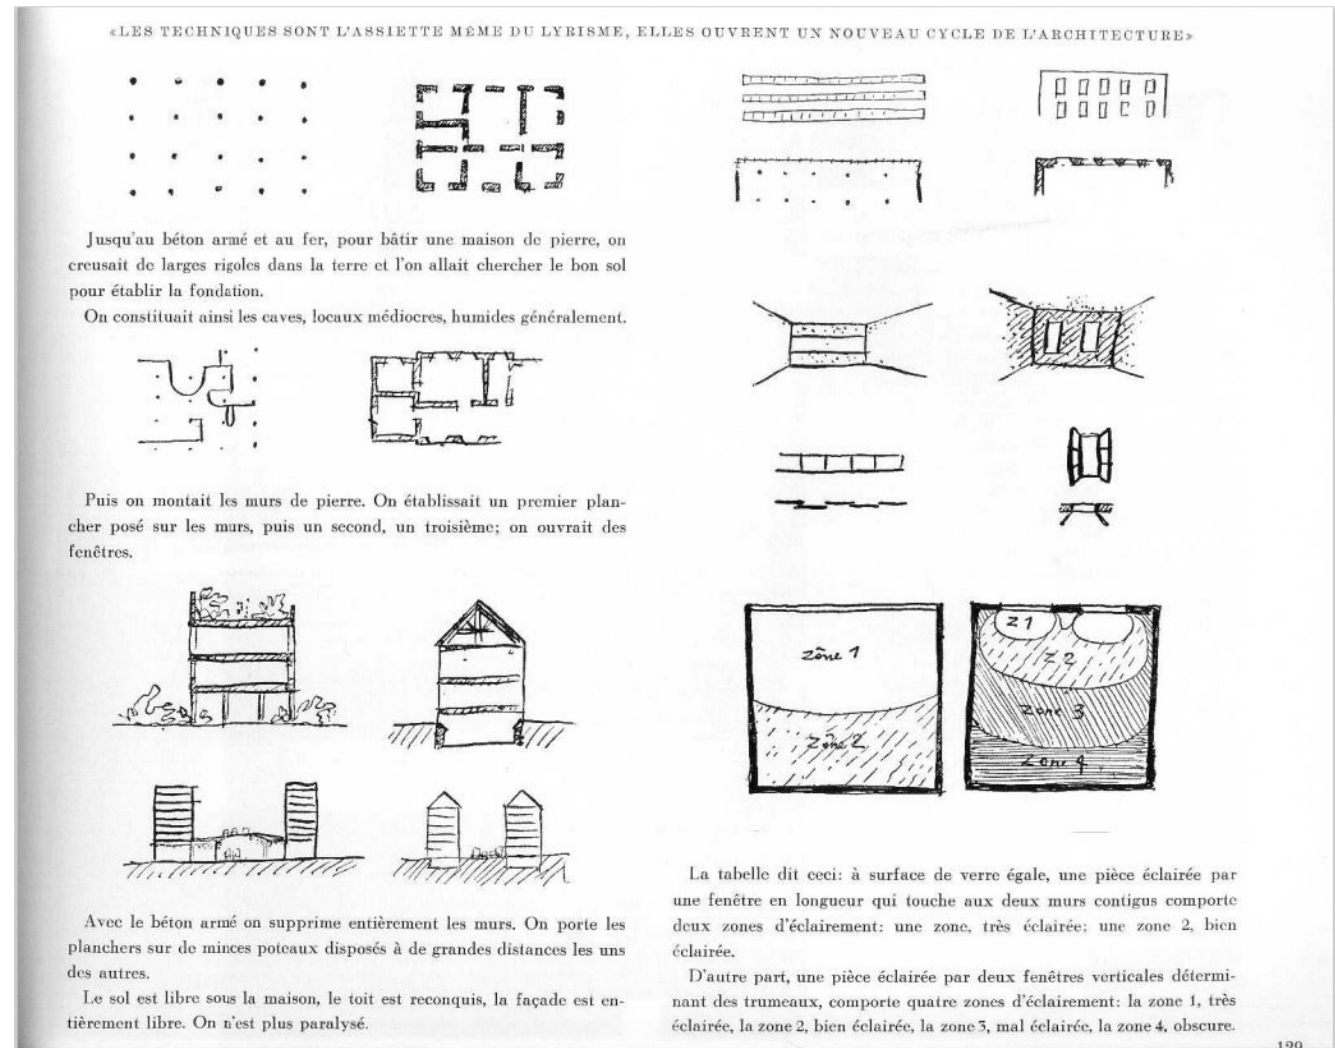 «LES TECHNIQUES SONT L'ASSIETTE MÊME DU LYRISME, ELLES OUVRENT UN NOUVEAU CYCLE DE L'ARCHITECTURE»
Jusqu'au béton armé et au fer, pour bâtir une maison de pierre, on
creusait de larges rigoles dans la terre et l'on allait chercher le bon sol
pour établir la fondation.
On constituait ainsi les caves, locaux médiocres, humides généralement.
Puis on montait les murs de pierre. On établissait un premier plan-
cher posé sur les murs, puis un second, un troisième; on ouvrait des
fenêtres.
Avec le béton armé on supprime entièrement les murs. On porte les
planchers sur de minces poteaux disposés à de grandes distances les uns
des autres.
Le sol est libre sous la maison, le toit est reconquis, la façade est en-
tièrement libre. On n'est plus paralysé.
zône 1
zône 2
Z1
Z2
Zone 3
Zone 4
La tabelle dit ceci: à surface de verre égale, une pièce éclairée par
une fenêtre en longueur qui touche aux deux murs contigus comporte
deux zones d'éclairement: une zone, très éclairée; une zone 2, bien
éclairée.
D'autre part, une pièce éclairée par deux fenêtres verticales détermi-
nant des trumeaux, comporte quatre zones d'éclairement: la zone 1, très
éclairée, la zone 2, bien éclairée, la zone 3, mal éclairée, la zone 4, obscure.
129